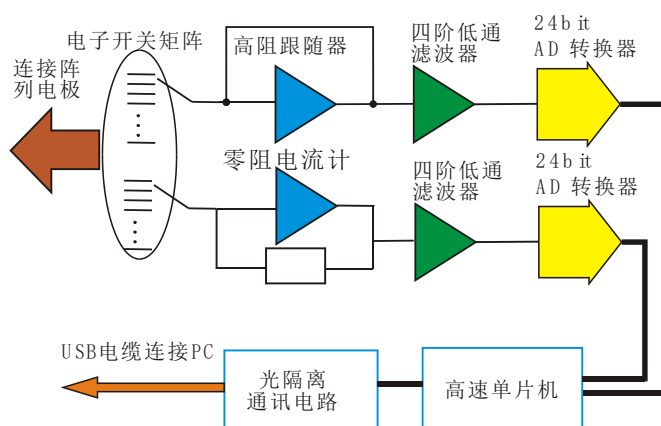 电子开关矩阵
连接阵
列电极
高阻跟随器
四阶低通
滤波器
24bit
AD 转换器
零阻电流计
四阶低通
滤波器
24bit
AD 转换器
USB电缆连接PC
光隔离
通讯电路
高速单片机